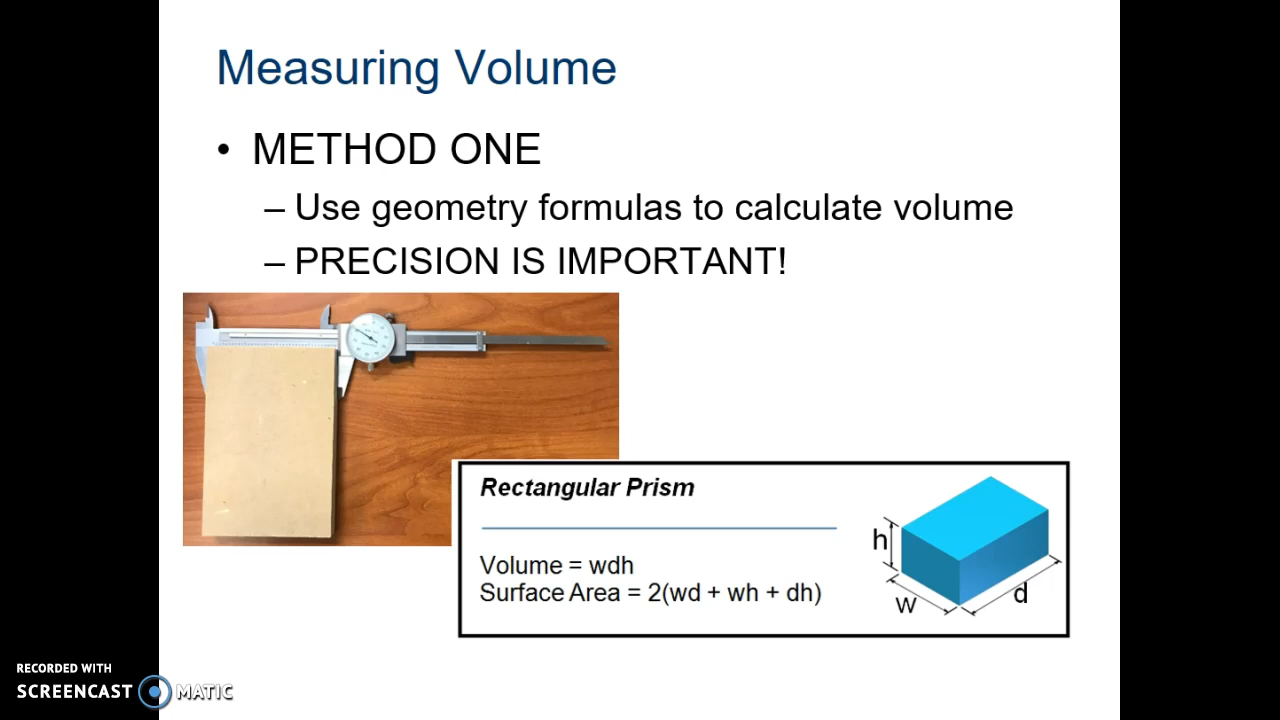 Measuring Volume
• METHOD ONE
– Use geometry formulas to calculate volume
– PRECISION IS IMPORTANT!
Rectangular Prism
Volume = wdh
Surface Area = 2(wd + wh + dh)
h
w
d
RECORDED WITH
SCREENCAST MATIC